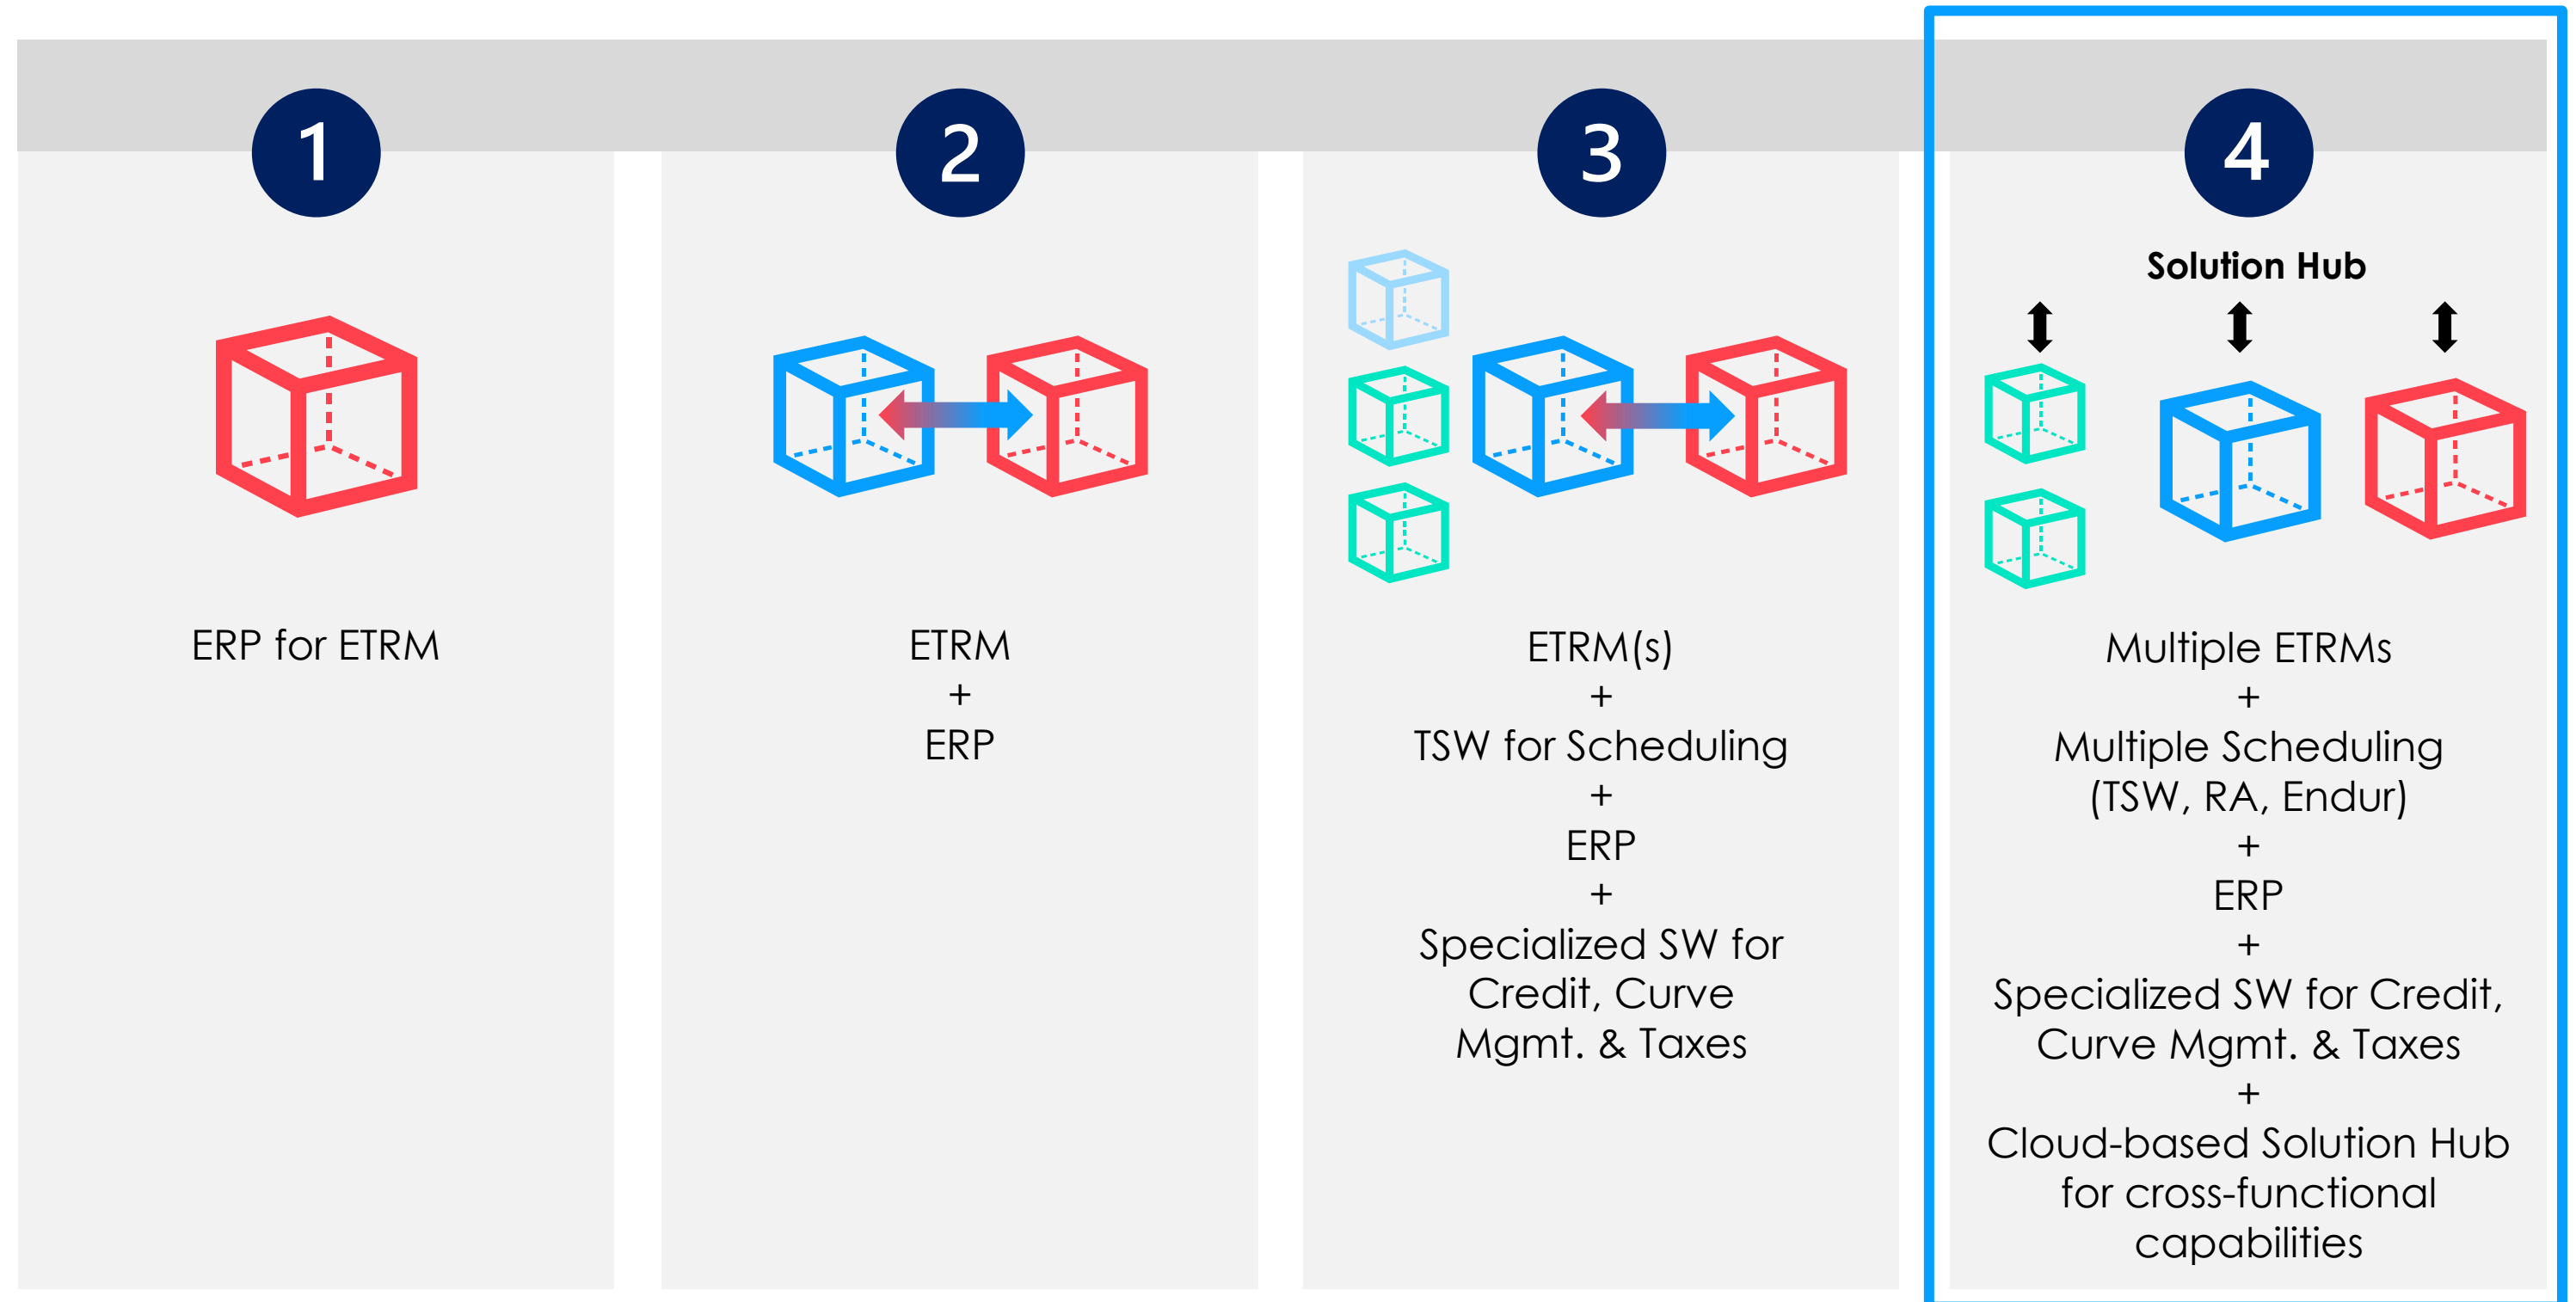 1
ERP for ETRM
2
ETRM
+
ERP
3
ETRM(s)
+
TSW for Scheduling
+
ERP
+
Specialized SW for
Credit, Curve
Mgmt. & Taxes
4
Solution Hub
Multiple ETRMs
+
Multiple Scheduling
(TSW, RA, Endur)
+
ERP
+
Specialized SW for Credit,
Curve Mgmt. & Taxes
+
Cloud-based Solution Hub
for cross-functional
capabilities